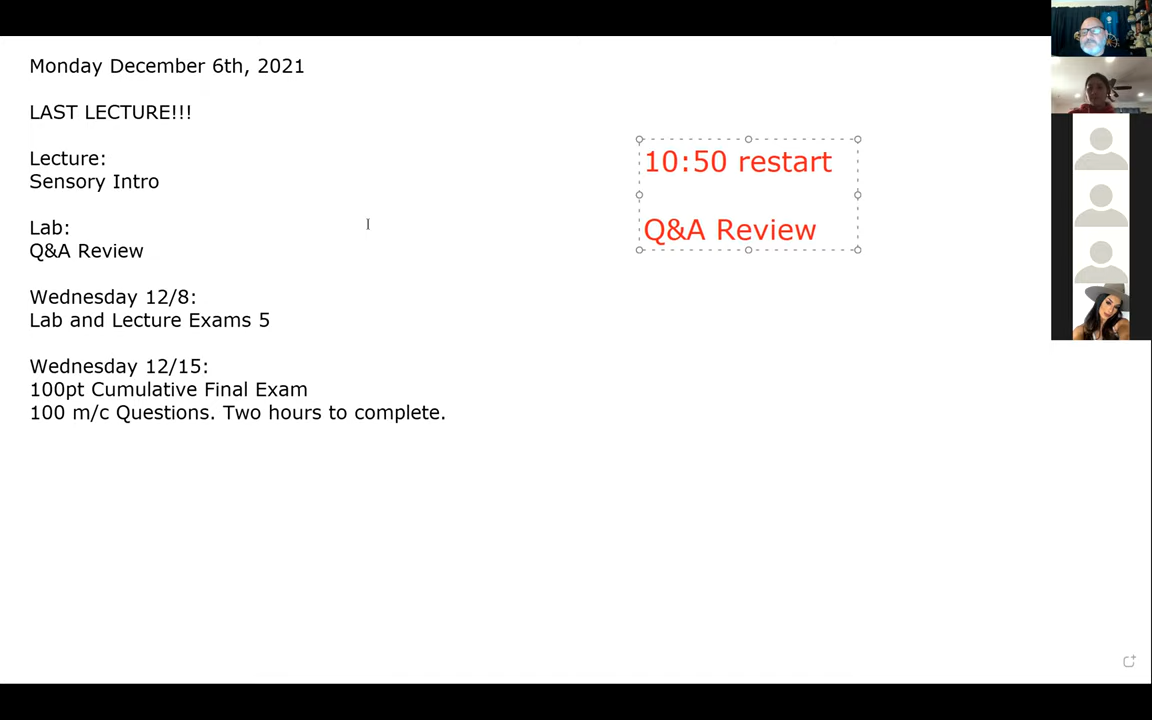 Monday December 6th, 2021
LAST LECTURE!!!
Lecture:
Sensory Intro
Lab:
Q&A Review
Wednesday 12/8:
Lab and Lecture Exams 5
Wednesday 12/15:
100pt Cumulative Final Exam
100 m/c Questions. Two hours to complete.
10:50 restart
Q&A Review